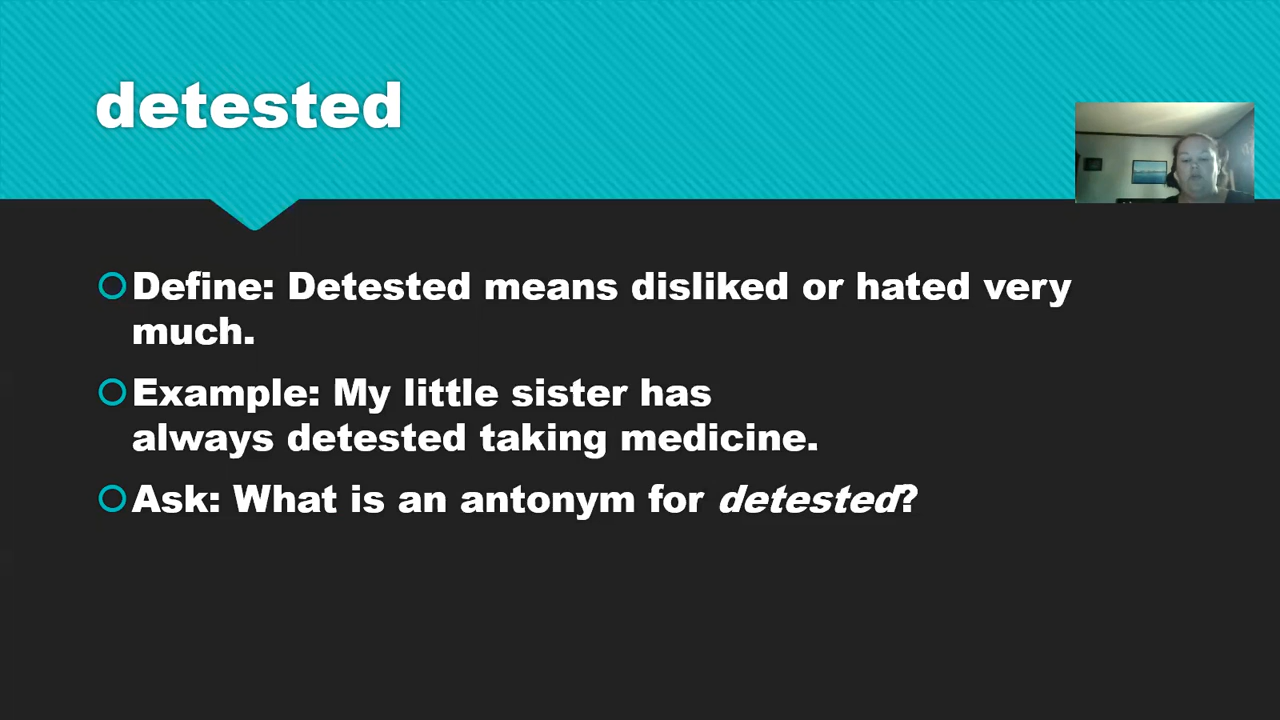 detested
Define: Detested means disliked or hated very
much.
Example: My little sister has
always detested taking medicine.
Ask: What is an antonym for detested?